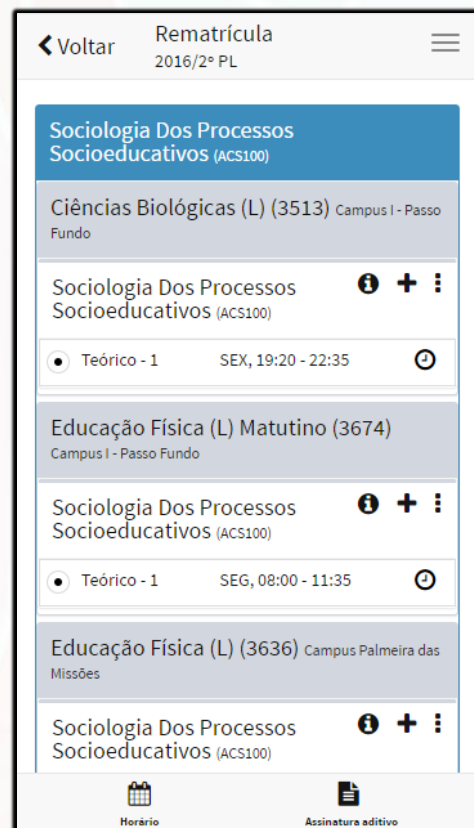 Voltar
Rematrícula
2016/2º PL
Sociologia Dos Processos
Socioeducativos (ACS100)
Ciências Biológicas (L) (3513) Campus I - Passo
Fundo
Sociologia Dos Processos
Socioeducativos (ACS100)
Teórico - 1 SEX, 19:20 - 22:35
Educação Física (L) Matutino (3674)
Campus I - Passo Fundo
Sociologia Dos Processos
Socioeducativos (ACS100)
Teórico - 1 SEG, 08:00 - 11:35
Educação Física (L) (3636) Campus Palmeira das
Missões
Sociologia Dos Processos
Socioeducativos (ACS100)
Horário Assinatura aditivo